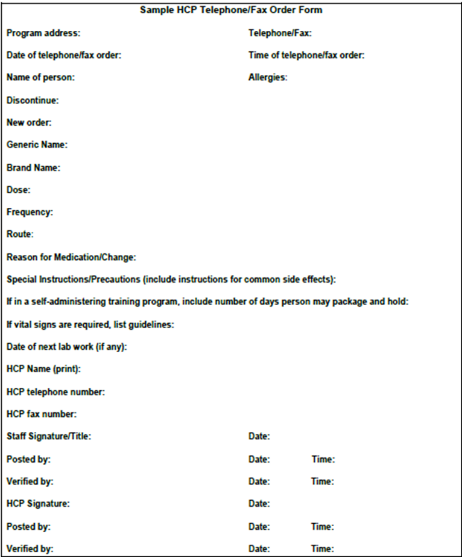 Sample HCP Telephone/Fax Order Form
Program address: Telephone/Fax:
Date of telephone/fax order: Time of telephone/fax order:
Name of person: Allergies:
Discontinue:
New order:
Generic Name:
Brand Name:
Dose:
Frequency:
Route:
Reason for Medication/Change:
Special Instructions/Precautions (include instructions for common side effects):
If in a self-administering training program, include number of days person may package and hold:
If vital signs are required, list guidelines:
Date of next lab work (if any):
HCP Name (print):
HCP telephone number:
HCP fax number:
Staff Signature/Title: Date:
Posted by: Date: Time:
Verified by: Date: Time:
HCP Signature: Date:
Posted by: Date: Time:
Verified by: Date: Time: